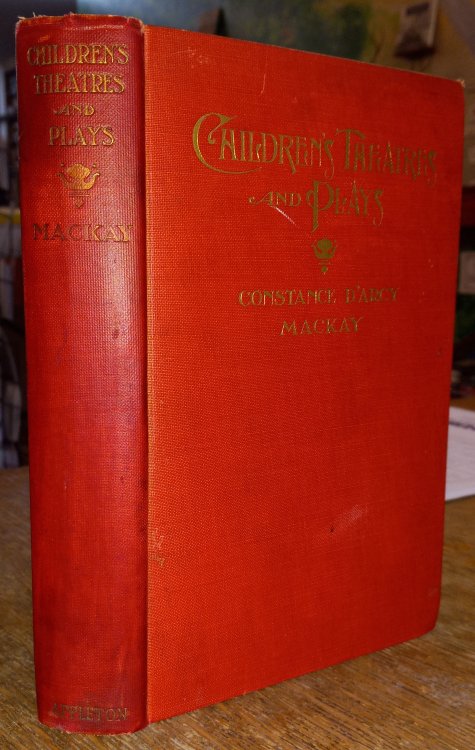 CHILDREN'S
THEATRES
AND
PLAYS
MACKAY
APPLETON
CHILDREN'S THEATRES
AND PLAYS
CONSTANCE D'ARCY
MACKAY